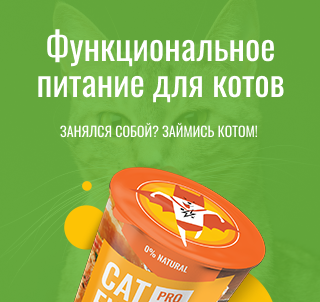 Функциональное
питание для котов
ЗАНЯЛСЯ СОБОЙ? ЗАЙМИСЬ КОТОМ!
0% NATURAL
CAT PRO